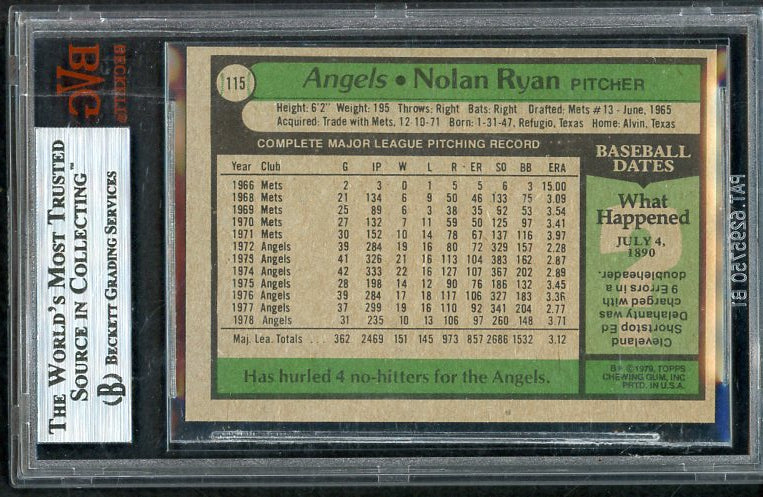 BECKETT
BVG
THE WORLD'S MOST TRUSTED
SOURCE IN COLLECTING™
(B) BECKETT GRADING SERVICES
115
Angels • Nolan Ryan PITCHER
Height: 6'2" Weight: 195 Throws: Right Bats: Right Drafted: Mets #13 - June, 1965
Acquired: Trade with Mets, 12-10-71 Born: 1-31-47, Refugio, Texas Home: Alvin, Texas
COMPLETE MAJOR LEAGUE PITCHING RECORD
Year Club G IP W L R ER SO BB ERA
1966 Mets 2 3 0 1 5 5 6 3 15.00
1968 Mets 21 134 6 9 50 46 133 75 3.09
1969 Mets 25 89 6 3 38 35 92 53 3.54
1970 Mets 27 132 7 11 59 50 125 97 3.41
1971 Mets 30 152 10 14 78 67 137 116 3.97
1972 Angels 39 284 19 16 80 72 329 157 2.28
1973 Angels 41 326 21 16 113 104 383 162 2.87
1974 Angels 42 333 22 16 127 107 367 202 2.89
1975 Angels 28 198 14 12 90 76 186 132 3.45
1976 Angels 39 284 17 18 117 106 327 183 3.36
1977 Angels 37 299 19 16 110 92 341 204 2.77
1978 Angels 31 235 10 13 106 97 260 148 3.71
Maj. Lea. Totals ... 362 2469 151 145 973 857 2686 1532 3.12
Has hurled 4 no-hitters for the Angels.
BASEBALL
DATES
What
Happened
JULY 4,
1890
Cleveland
Shortstop Ed
Delahanty was
charged with
9 Errors in a
doubleheader.
B* ©1979, TOPPS
CHEWING GUM, INC
PRTD. IN U.S.A.
PAT. 6295750 B1